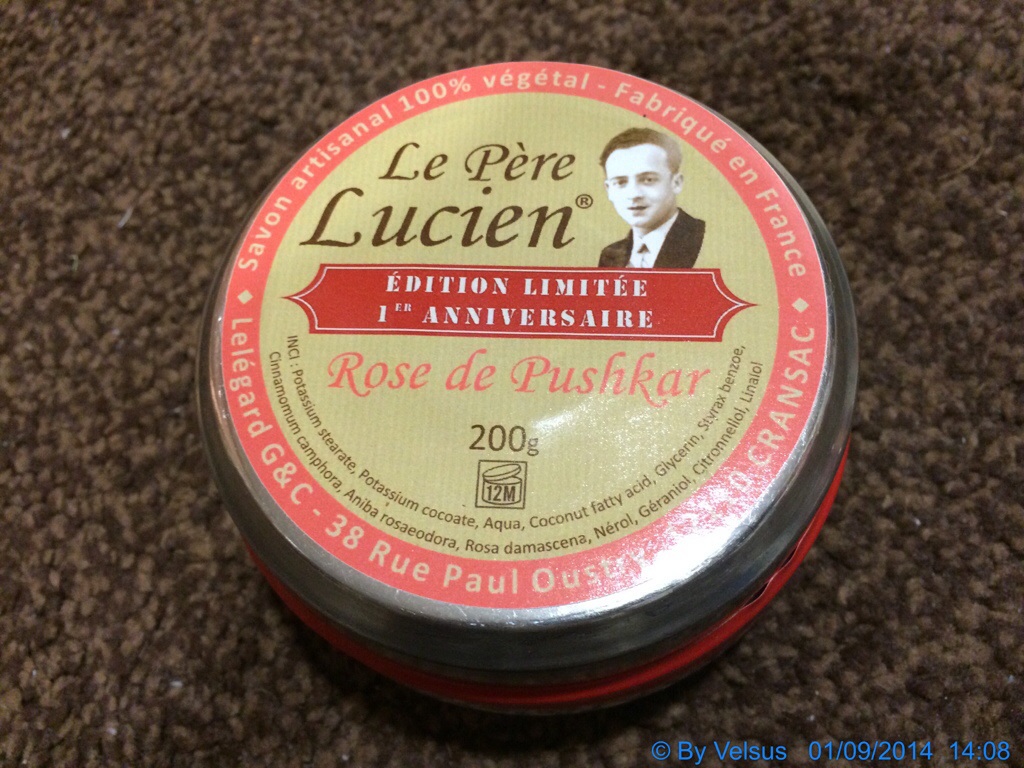 Savon artisanal 100% végétal - Fabriqué en France
Le Père
Lucien®
ÉDITION LIMITÉE
1ER ANNIVERSAIRE
Rose de Pushkar
200g
12M
INCI : Potassium stearate, Potassium cocoate, Aqua, Coconut fatty acid, Glycerin, Styrax benzoe,
Cinnamomum camphora, Aniba rosaeodora, Rosa damascena, Nérol, Géraniol, Citronnellol, Linalol
Lelégard G&C - 38 Rue Paul CRANSAC
© By Velsus 01/09/2014 14:08